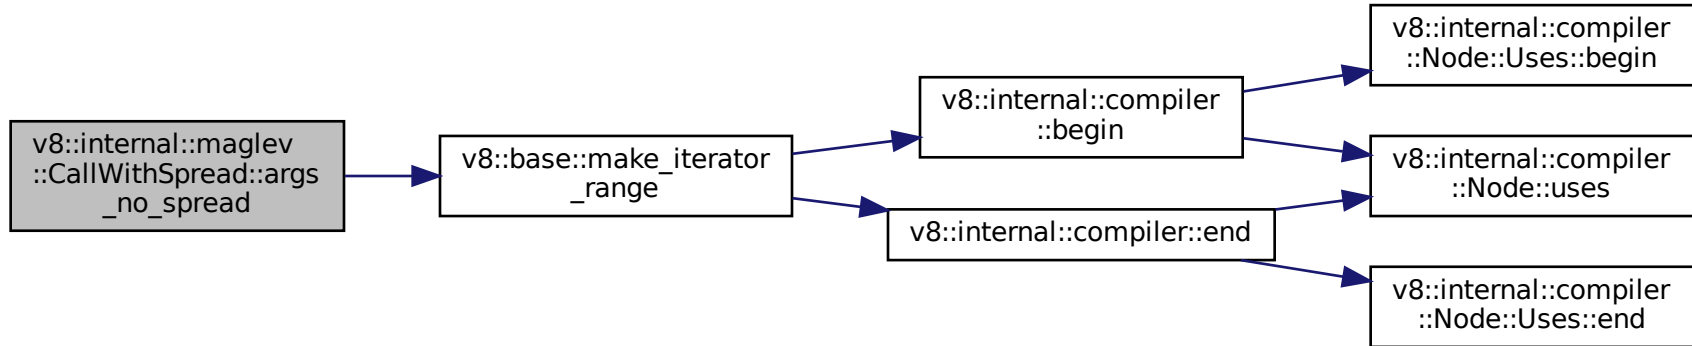 v8::internal::maglev
::CallWithSpread::args
_no_spread
v8::base::make_iterator
_range
v8::internal::compiler
::begin
v8::internal::compiler::end
v8::internal::compiler
::Node::Uses::begin
v8::internal::compiler
::Node::uses
v8::internal::compiler
::Node::Uses::end